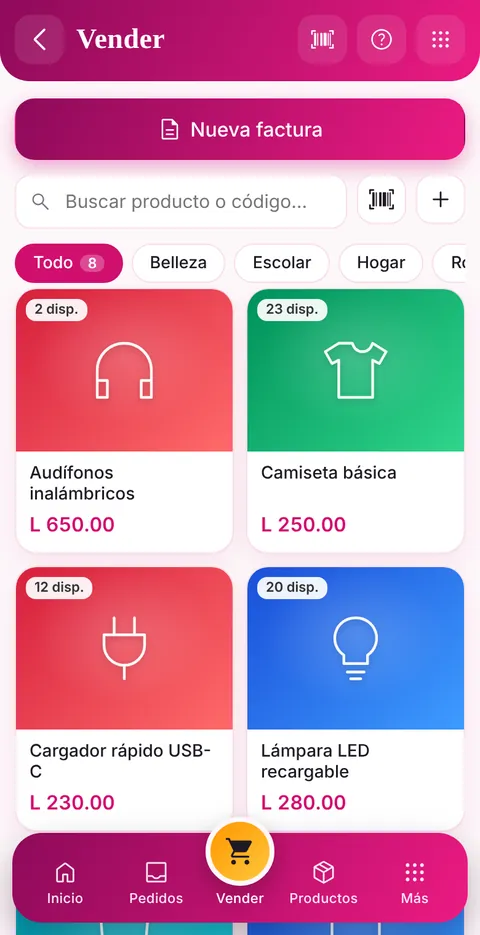 Vender
Nueva factura
Buscar producto o código...
Todo 8 Belleza Escolar Hogar
2 disp.
23 disp.
Audífonos
inalámbricos
L 650.00
Camiseta básica
L 250.00
12 disp.
20 disp.
Cargador rápido USB-
C
L 230.00
Lámpara LED
recargable
L 280.00
Inicio Pedidos Vender Productos Más